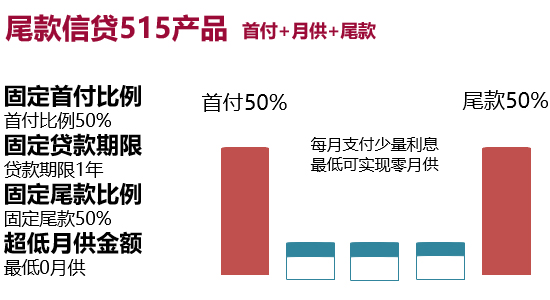 尾款信贷515产品 首付+月供+尾款
固定首付比例
首付比例50%
固定贷款期限
贷款期限1年
固定尾款比例
固定尾款50%
超低月供金额
最低0月供
首付50%
每月支付少量利息
最低可实现零月供
尾款50%